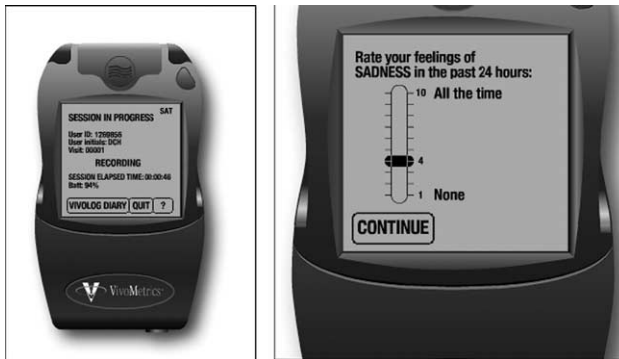 SAT
SESSION IN PROGRESS
User ID: 1269856
User initials: DCH
Visit: 00001
RECORDING
SESSION ELAPSED TIME: 00:00:46
Batt: 94%
VIVOLOG DIARY QUIT ?
VivoMetrics
Rate your feelings of
SADNESS in the past 24 hours:
10 All the time
4
1 None
CONTINUE